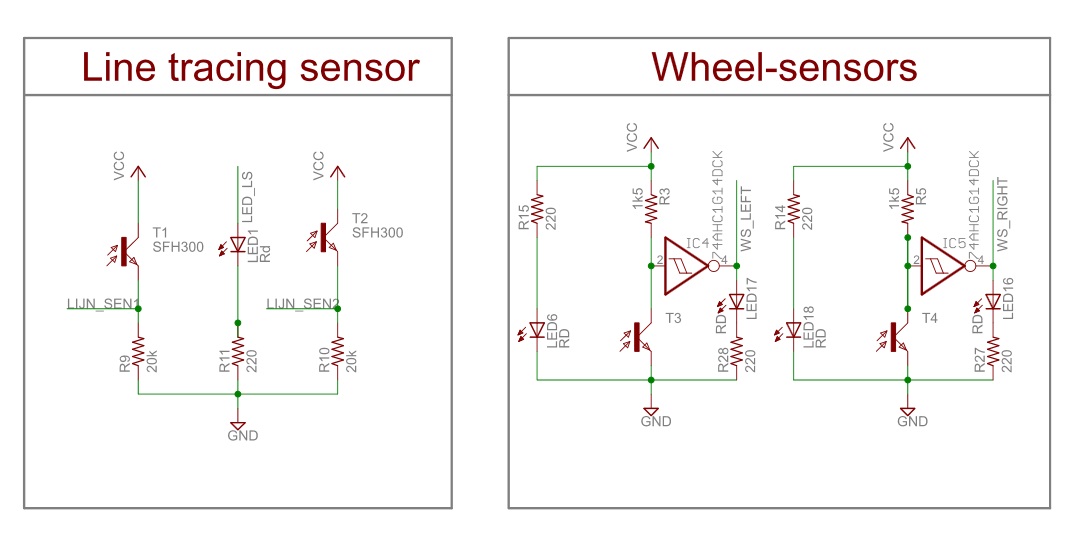 Line tracing sensor
VCC
T1
SFH300
LIJN_SEN1
R9
20k
LED_LS
LED1
Rd
R11
220
VCC
T2
SFH300
LIJN_SEN2
R10
20k
GND
Wheel-sensors
VCC
R15
220
1k5
R3
74AHC1G14DCK
IC4
2
4
WS_LEFT
LED6
RD
T3
LED17
RD
R28
220
GND
VCC
R14
220
1k5
R5
74AHC1G14DCK
IC5
2
4
WS_RIGHT
LED18
RD
T4
LED16
RD
R27
220
GND